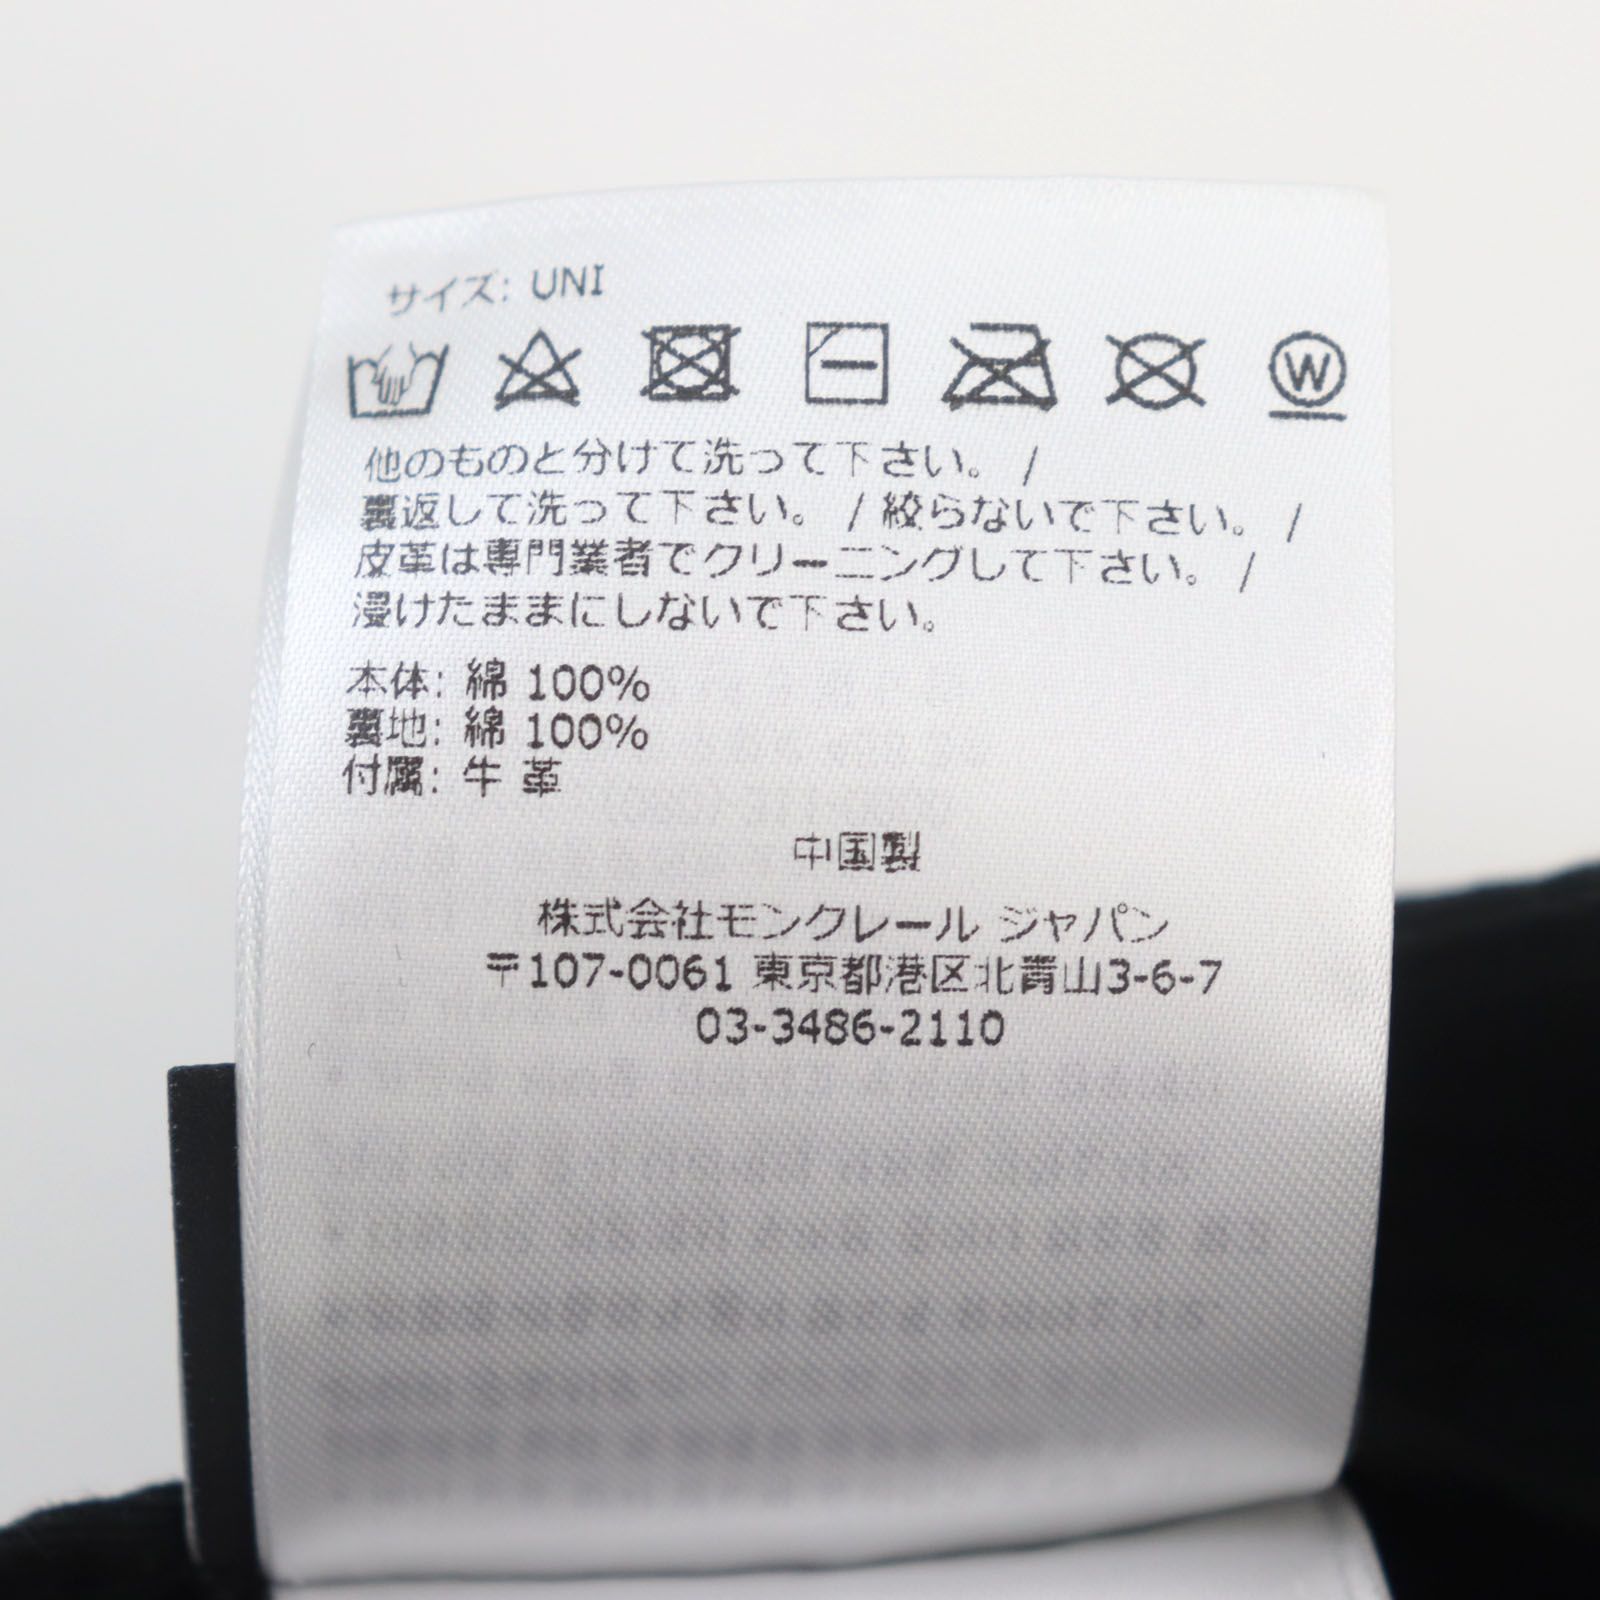 サイズ: UNI
W
他のものと分けて洗って下さい。 /
裏返して洗って下さい。 / 絞らないで下さい。 /
皮革は専門業者でクリーニングして下さい。 /
浸けたままにしないで下さい。
本体: 綿 100%
裏地: 綿 100%
付属: 牛 革
中国製
株式会社モンクレール ジャパン
〒107-0061 東京都港区北青山3-6-7
03-3486-2110